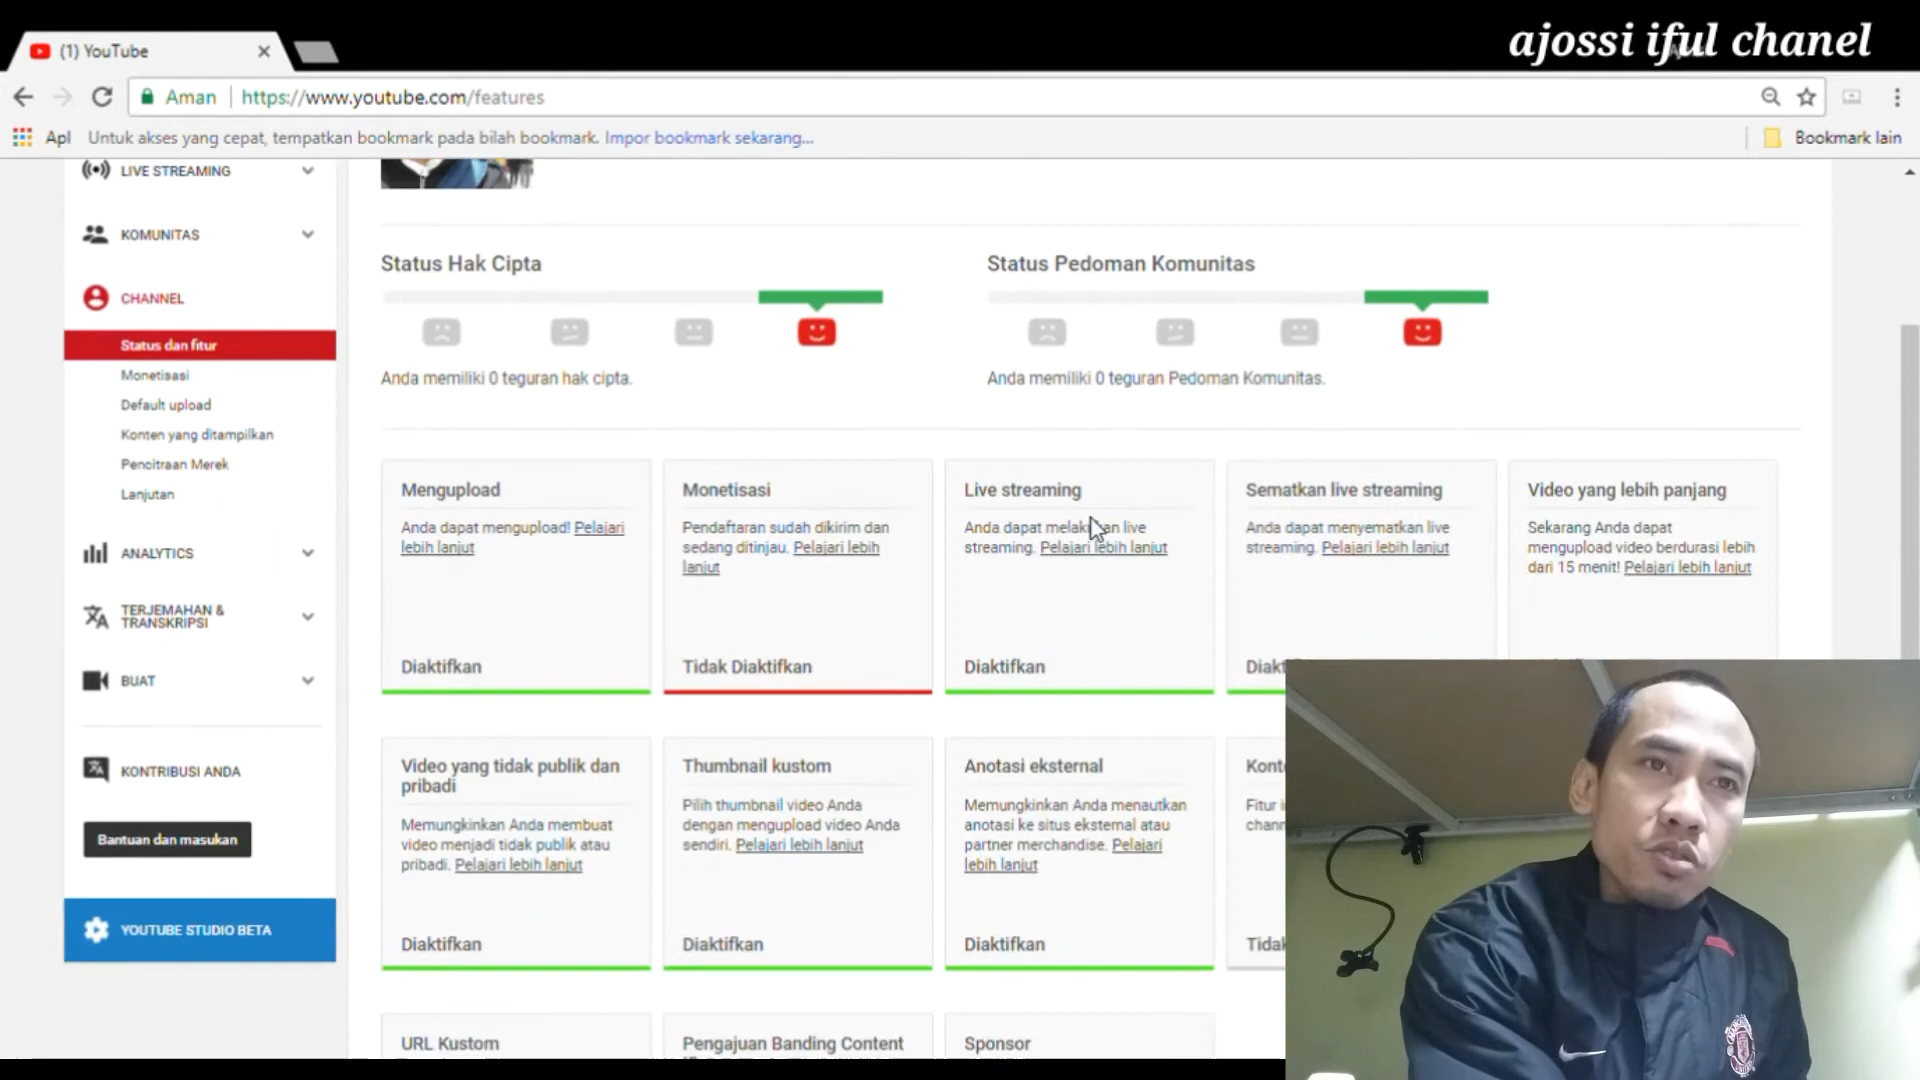 ajossi iful chanel
(1) YouTube
Aman https://www.youtube.com/features
Apl Untuk akses yang cepat, tempatkan bookmark pada bilah bookmark. Impor bookmark sekarang... Bookmark lain
LIVE STREAMING
KOMUNITAS
CHANNEL
Status dan fitur
Monetisasi
Default upload
Konten yang ditampilkan
Pencitraan Merek
Lanjutan
ANALYTICS
TERJEMAHAN &
TRANSKRIPSI
BUAT
KONTRIBUSI ANDA
Bantuan dan masukan
YOUTUBE STUDIO BETA
Status Hak Cipta
Anda memiliki 0 teguran hak cipta.
Status Pedoman Komunitas
Anda memiliki 0 teguran Pedoman Komunitas.
Mengupload
Anda dapat mengupload! Pelajari
lebih lanjut
Diaktifkan
Monetisasi
Pendaftaran sudah dikirim dan
sedang ditinjau. Pelajari lebih
lanjut
Tidak Diaktifkan
Live streaming
Anda dapat melakukan live
streaming. Pelajari lebih lanjut
Diaktifkan
Sematkan live streaming
Anda dapat menyematkan live
streaming. Pelajari lebih lanjut
Diakt
Video yang lebih panjang
Sekarang Anda dapat
mengupload video berdurasi lebih
dari 15 menit! Pelajari lebih lanjut
Video yang tidak publik dan
pribadi
Memungkinkan Anda membuat
video menjadi tidak publik atau
pribadi. Pelajari lebih lanjut
Diaktifkan
Thumbnail kustom
Pilih thumbnail video Anda
dengan mengupload video Anda
sendiri. Pelajari lebih lanjut
Diaktifkan
Anotasi eksternal
Memungkinkan Anda menautkan
anotasi ke situs eksternal atau
partner merchandise. Pelajari
lebih lanjut
Diaktifkan
Konte
Fitur i
chann
Tidak
URL Kustom
Pengajuan Banding Content
Sponsor